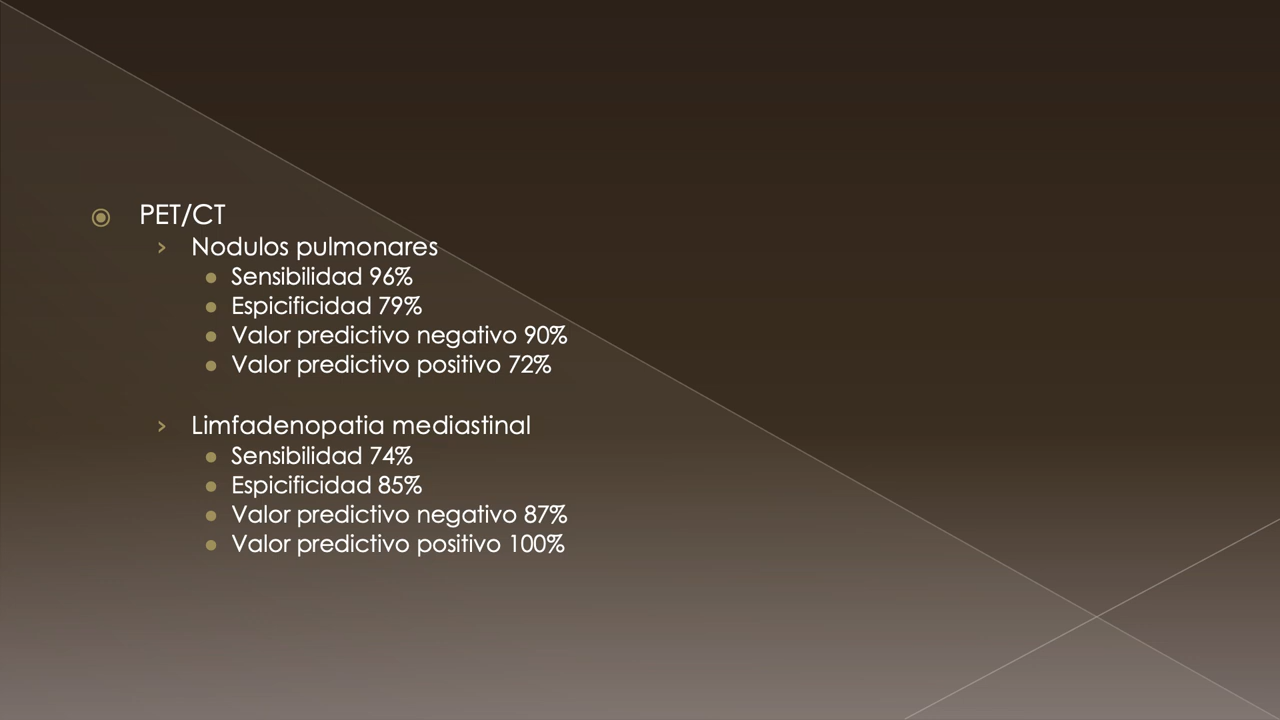 PET/CT
Nodulos pulmonares
Sensibilidad 96%
Espicificidad 79%
Valor predictivo negativo 90%
Valor predictivo positivo 72%
Limfadenopatia mediastinal
Sensibilidad 74%
Espicificidad 85%
Valor predictivo negativo 87%
Valor predictivo positivo 100%